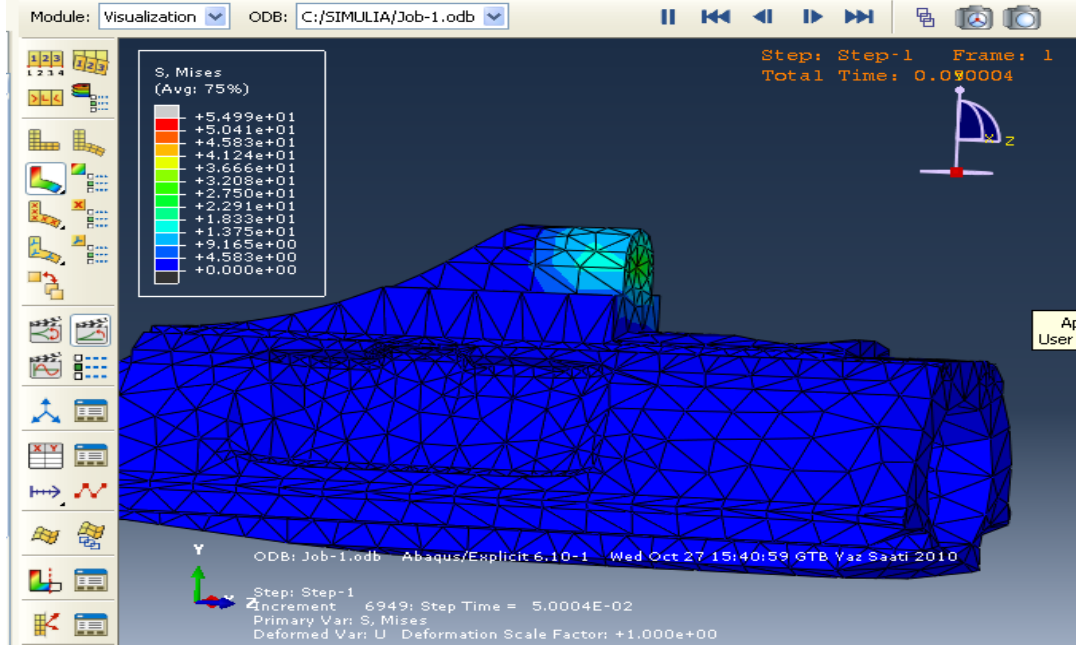 Module: Visualization ODB: C:/SIMULIA/Job-1.odb
Step: Step-1 Frame: 1
Total Time:
S, Mises
(Avg: 75%)
+5.499e+01
+5.041e+01
+4.583e+01
+4.124e+01
+3.666e+01
+3.208e+01
+2.750e+01
+2.291e+01
+1.833e+01
+1.375e+01
+9.165e+00
+4.583e+00
+0.000e+00
X Z
User
Y
Z
ODB: Job-1.odb Abaqus/Explicit 6.10-1 Wed Oct 27 15:40:59 GTB Yaz Saati 2010
Step: Step-1
Increment 6949: Step Time = 5.0004E-02
Primary Var: S, Mises
Deformed Var: U Deformation Scale Factor: +1.000e+00